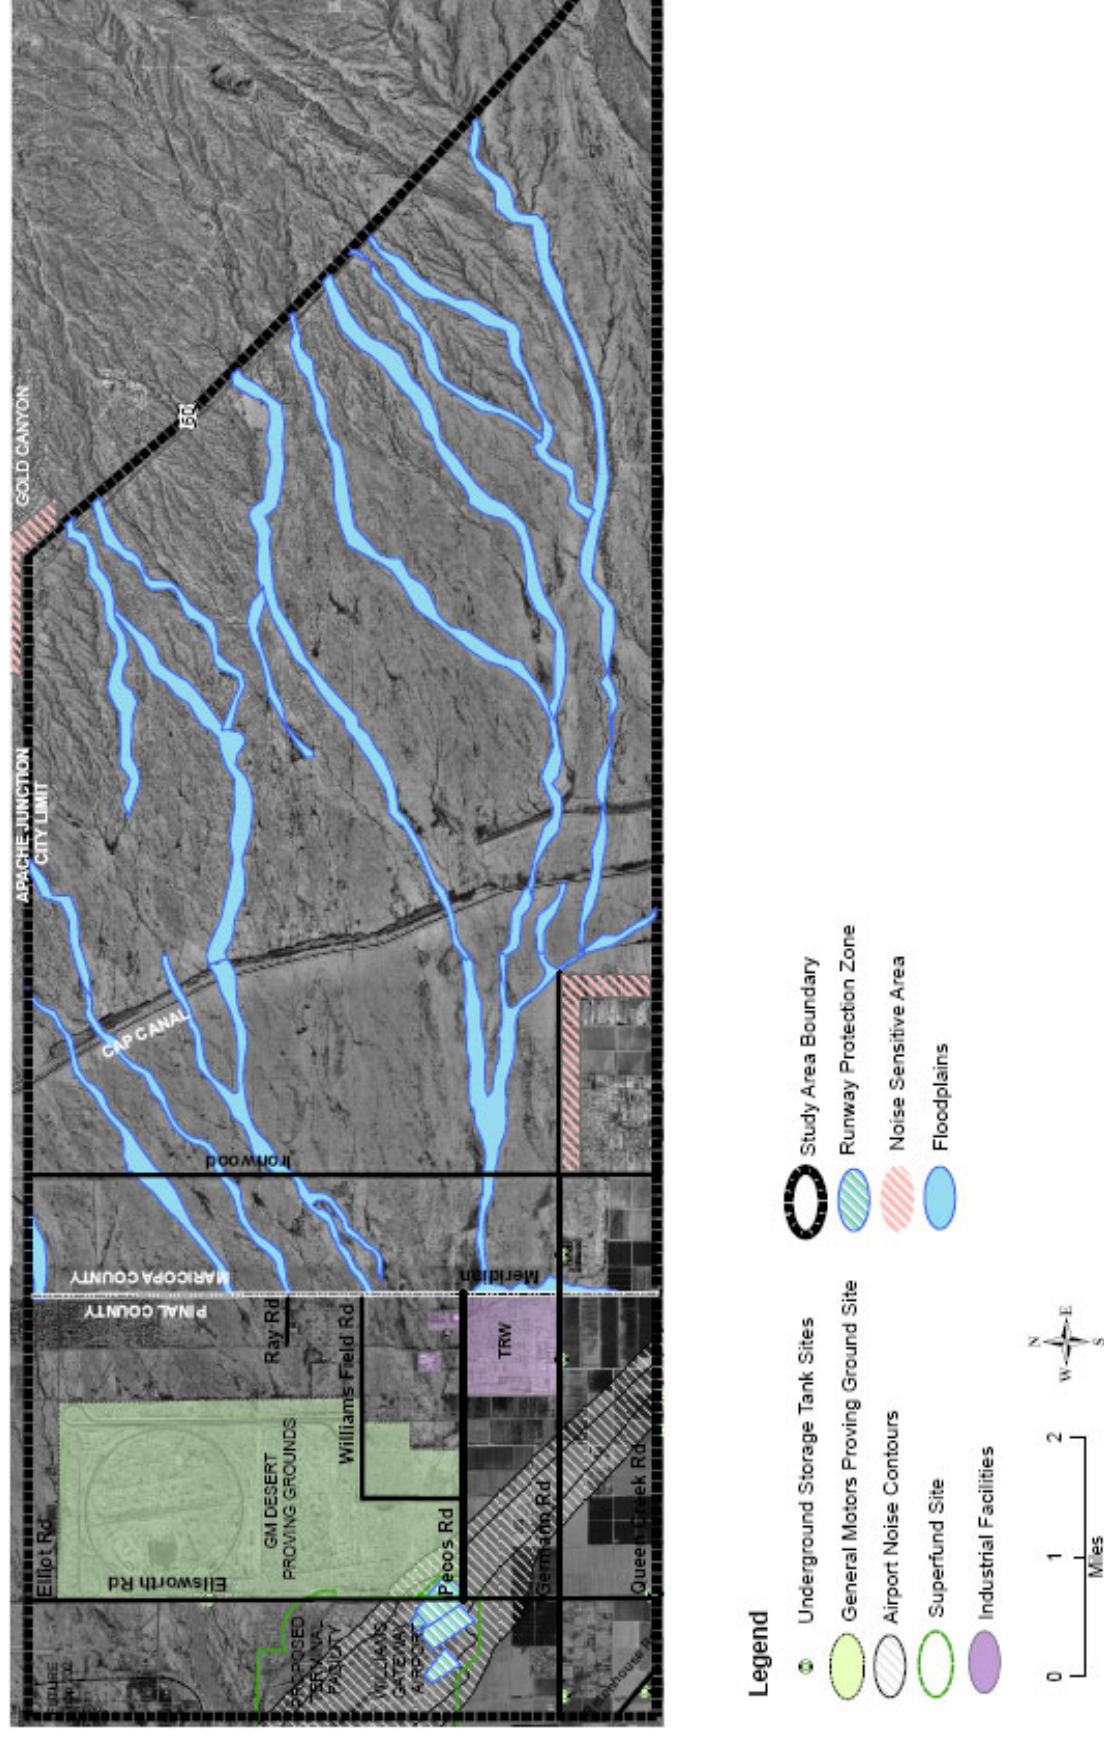 GOLD CANYON
60
APACHE JUNCTION
CITY LIMIT
CAP CANAL
Ironwood
MARICOPA COUNTY
PINAL COUNTY
Meridian
Ray Rd
Williams Field Rd
TRW
GM DESERT
PROVING GROUNDS
Elliot Rd
Ellsworth Rd
Pecos Rd
Germann Rd
Queen Creek Rd
PROPOSED
TERMINAL
FACILITY
WILLIAMS
GATEWAY
AIRPORT
Legend
Underground Storage Tank Sites
General Motors Proving Ground Site
Airport Noise Contours
Superfund Site
Industrial Facilities
Study Area Boundary
Runway Protection Zone
Noise Sensitive Area
Floodplains
0 1 2
Miles
N
W E
S